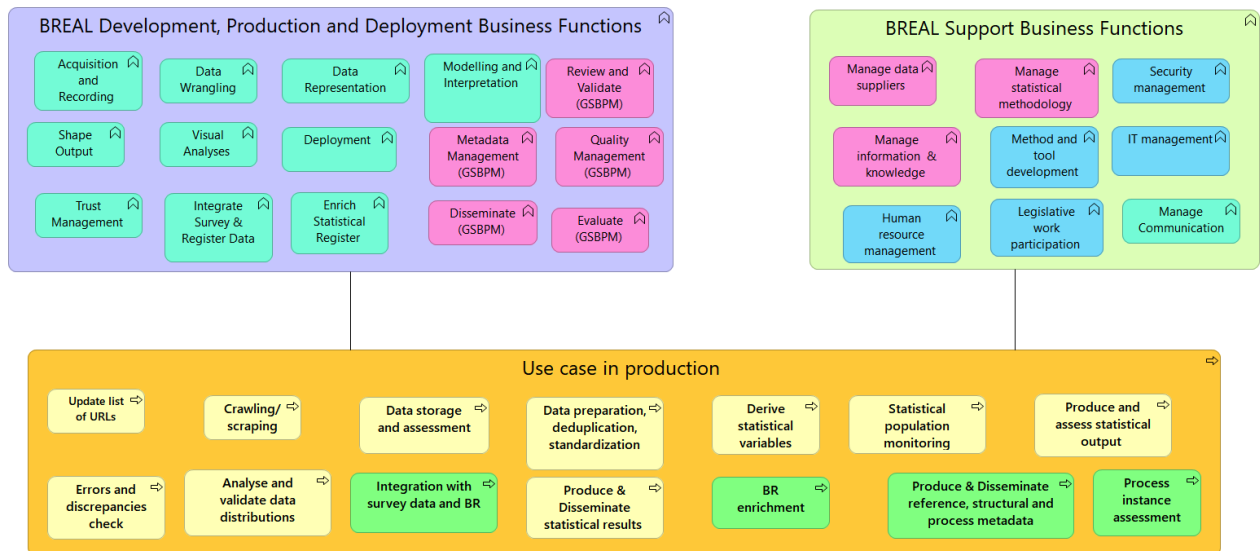 BREAL Development, Production and Deployment Business Functions
Acquisition
and
Recording
Data
Wrangling
Data
Representation
Modelling and
Interpretation
Review and
Validate
(GSBPM)
Shape
Output
Visual
Analyses
Deployment
Metadata
Management
(GSBPM)
Quality
Management
(GSBPM)
Trust
Management
Integrate
Survey &
Register Data
Enrich
Statistical
Register
Disseminate
(GSBPM)
Evaluate
(GSBPM)
BREAL Support Business Functions
Manage data
suppliers
Manage
statistical
methodology
Security
management
Manage
information &
knowledge
Method and
tool
development
IT management
Human
resource
management
Legislative
work
participation
Manage
Communication
Use case in production
Update list
of URLs
Crawling/
scraping
Data storage
and assessment
Data preparation,
deduplication,
standardization
Derive
statistical
variables
Statistical
population
monitoring
Produce and
assess statistical
output
Errors and
discrepancies
check
Analyse and
validate data
distributions
Integration with
survey data and BR
Produce &
Disseminate
statistical results
BR
enrichment
Produce & Disseminate
reference, structural and
process metadata
Process
instance
assessment